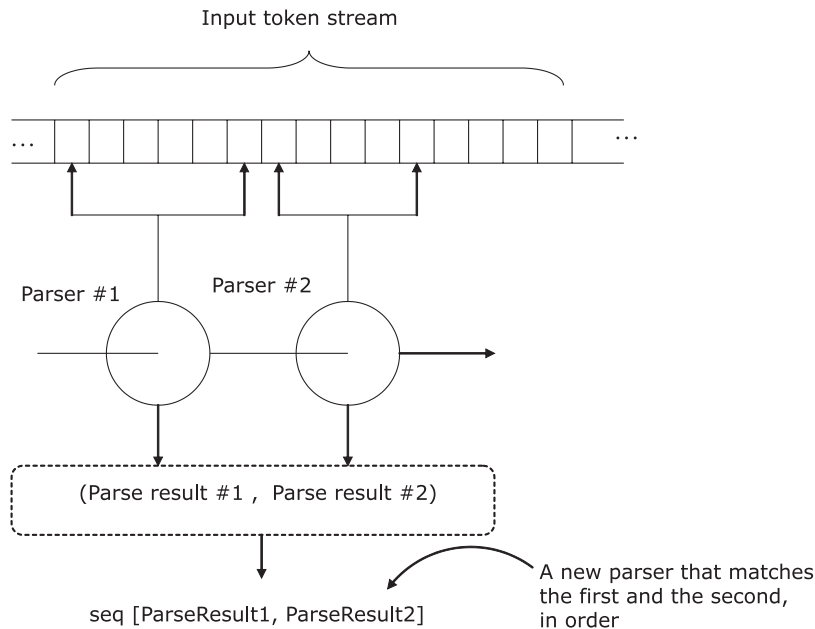 Input token stream
...
...
Parser #1
Parser #2
(Parse result #1 , Parse result #2)
A new parser that matches
the first and the second,
in order
seq [ParseResult1, ParseResult2]